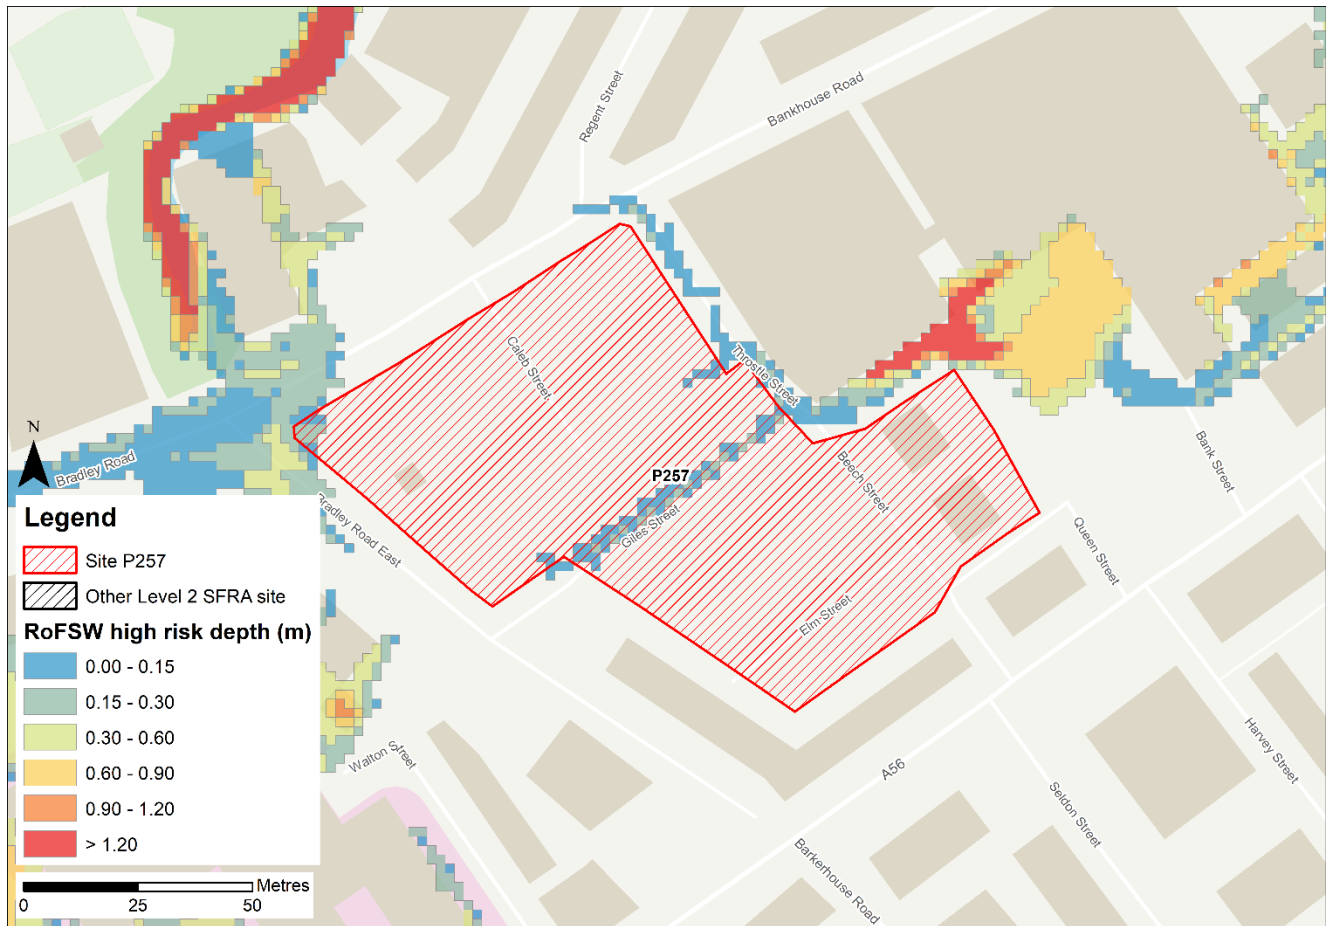 Regent Street
Bankhouse Road
Caleb Street
Throstle Street
Bradley Road
P257
Beech Street
Bank Street
Giles Street
Bradley Road East
Queen Street
Elm Street
Walton Street
A56
Harvey Street
Seldon Street
Barkerhouse Road
N
Legend
Site P257
Other Level 2 SFRA site
RoFSW high risk depth (m)
0.00 - 0.15
0.15 - 0.30
0.30 - 0.60
0.60 - 0.90
0.90 - 1.20
> 1.20
Metres
0 25 50